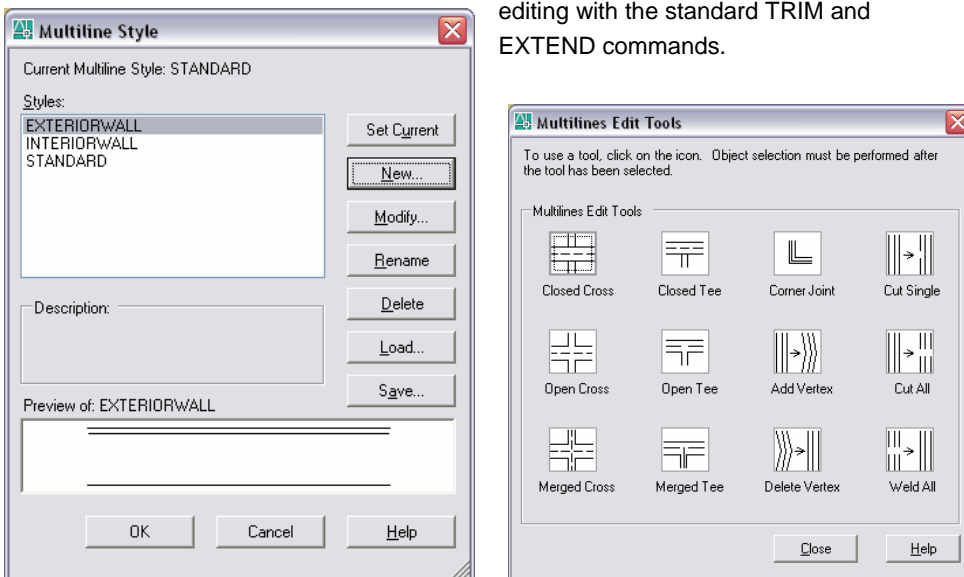 Multiline Style
Current Multiline Style: STANDARD
Styles:
EXTERIORWALL
INTERIORWALL
STANDARD
Set Current
New...
Modify...
Rename
Delete
Load...
Save...
Description:
Preview of: EXTERIORWALL
OK Cancel Help
editing with the standard TRIM and
EXTEND commands.
Multilines Edit Tools
To use a tool, click on the icon. Object selection must be performed after
the tool has been selected.
Multilines Edit Tools
Closed Cross Closed Tee Corner Joint Cut Single
Open Cross Open Tee Add Vertex Cut All
Merged Cross Merged Tee Delete Vertex Weld All
Close Help